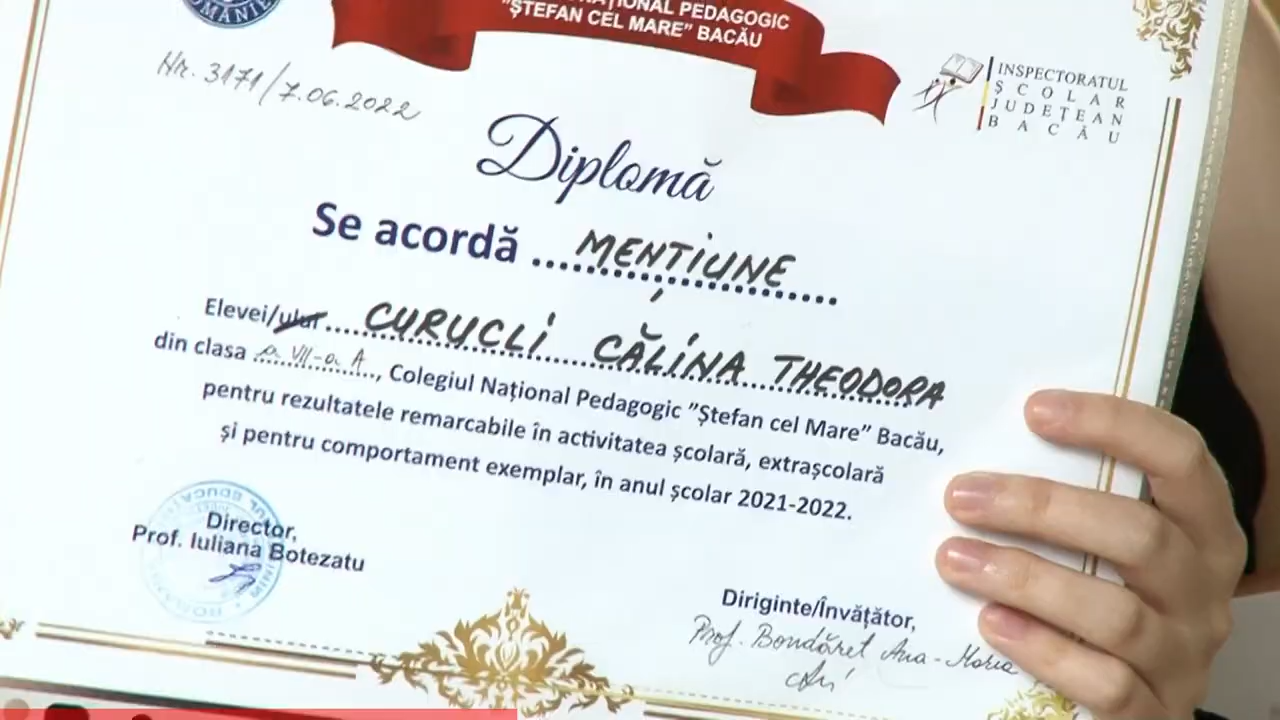 ROMÂNIE
NAȚIONAL PEDAGOGIC
"ȘTEFAN CEL MARE" BACĂU
Nr. 3171/7.06.2022
INSPECTORATUL
ȘCOLAR
JUDEȚEAN
BACĂU
Diplomă
Se acordă ... MENȚIUNE
Elevei/ului ... CURUCLI CĂLINA THEODORA
din clasa a VII-a A, Colegiul Național Pedagogic "Ștefan cel Mare" Bacău,
pentru rezultatele remarcabile în activitatea școlară, extrașcolară
și pentru comportament exemplar, în anul școlar 2021-2022.
Director,
Prof. Iuliana Botezatu
Diriginte/Învățător,
Prof. Bondăret Ana-Maria